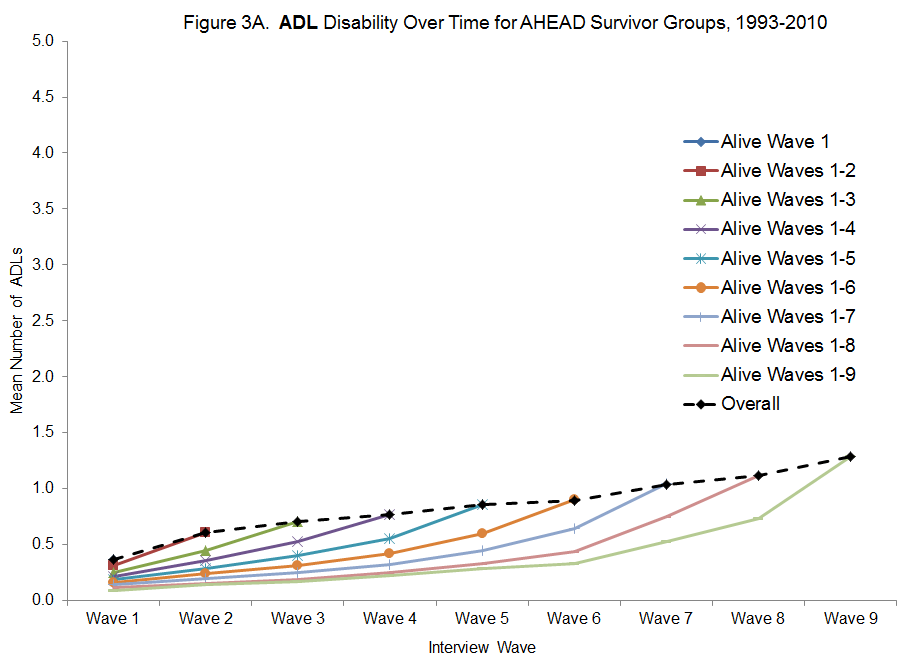 Figure 3A. ADL Disability Over Time for AHEAD Survivor Groups, 1993-2010
5.0
4.5
4.0
3.5
3.0
2.5
2.0
1.5
1.0
0.5
0.0
Mean Number of ADLs
Alive Wave 1
Alive Waves 1-2
Alive Waves 1-3
Alive Waves 1-4
Alive Waves 1-5
Alive Waves 1-6
Alive Waves 1-7
Alive Waves 1-8
Alive Waves 1-9
Overall
Wave 1 Wave 2 Wave 3 Wave 4 Wave 5 Wave 6 Wave 7 Wave 8 Wave 9
Interview Wave